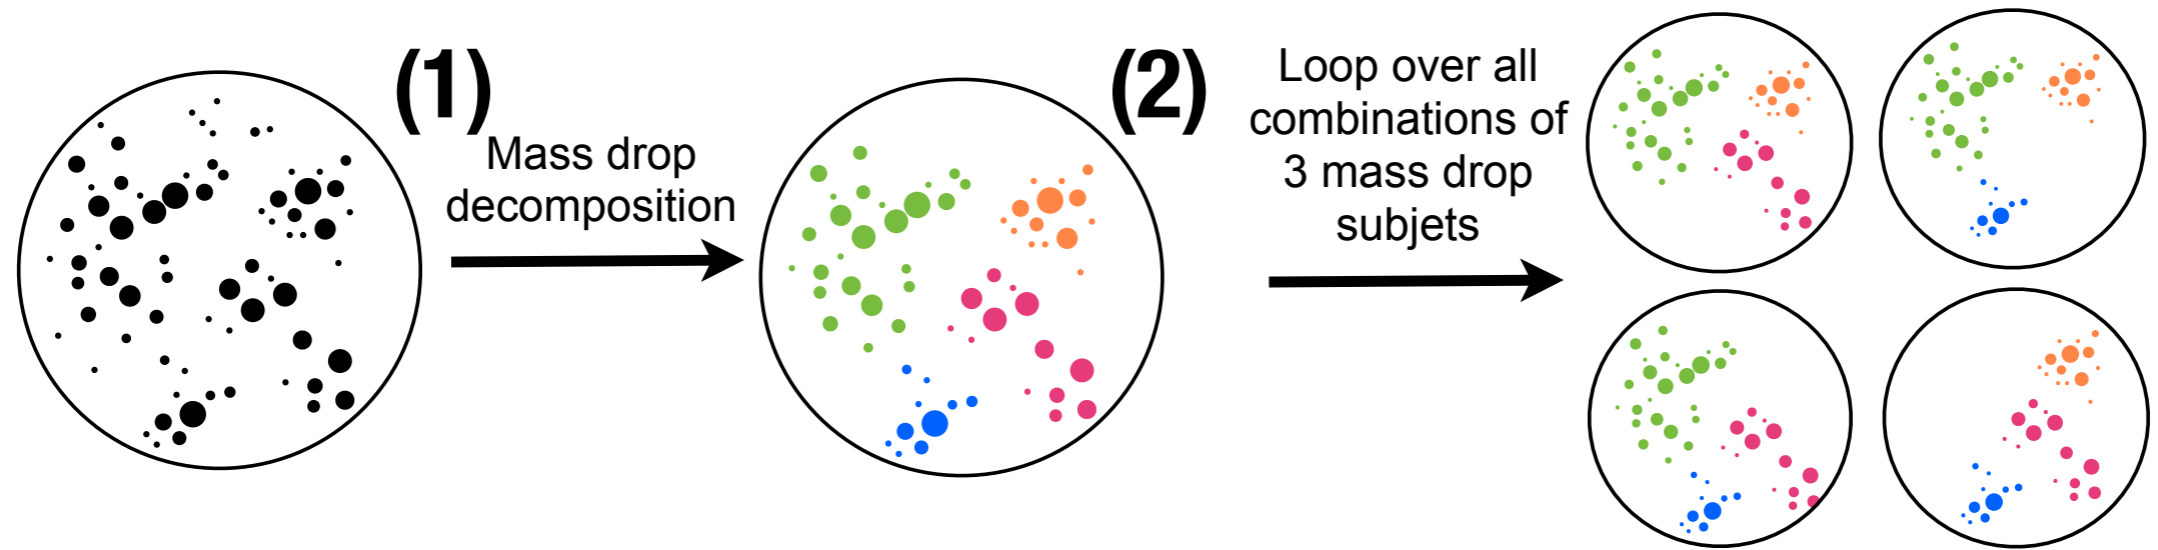 (1)
Mass drop
decomposition
(2)
Loop over all
combinations of
3 mass drop
subjets